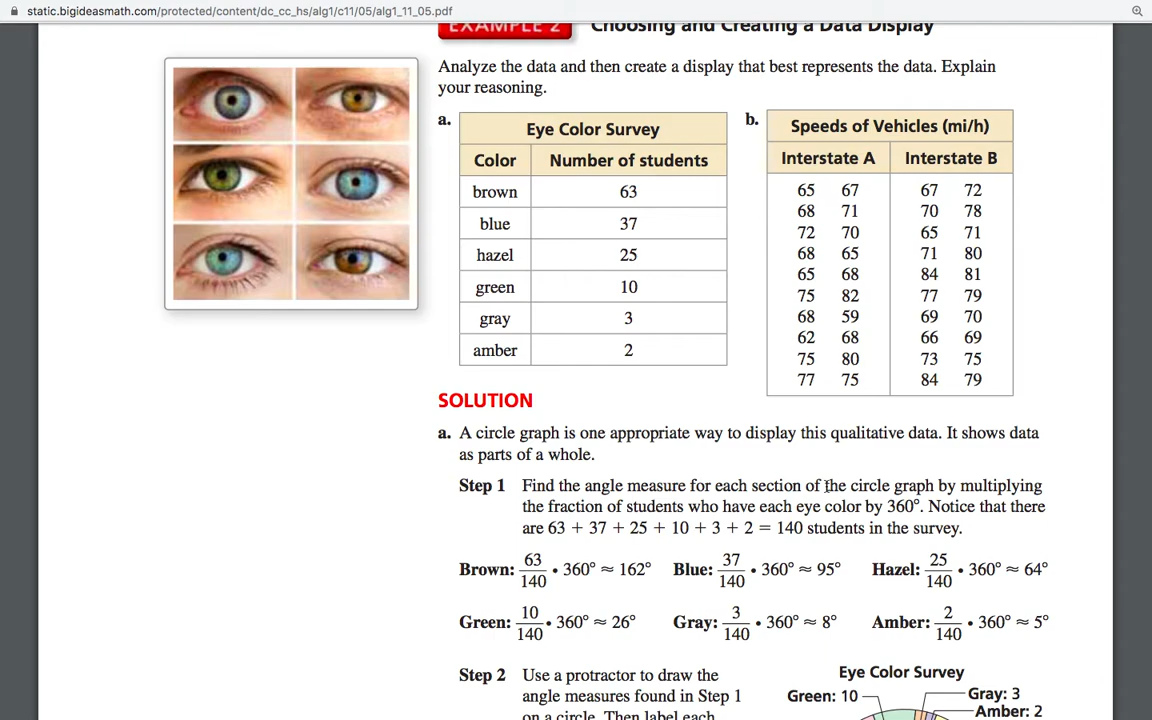 static.bigideasmath.com/protected/content/dc_cc_hs/alg1/c11/05/alg1_11_05.pdf
EXAMPLE 2 Choosing and Creating a Data Display
Analyze the data and then create a display that best represents the data. Explain
your reasoning.
a.
Eye Color Survey
Color Number of students
brown 63
blue 37
hazel 25
green 10
gray 3
amber 2
b.
Speeds of Vehicles (mi/h)
Interstate A Interstate B
65 67 67 72
68 71 70 78
72 70 65 71
68 65 71 80
65 68 84 81
75 82 77 79
68 59 69 70
62 68 66 69
75 80 73 75
77 75 84 79
SOLUTION
a. A circle graph is one appropriate way to display this qualitative data. It shows data
as parts of a whole.
Step 1 Find the angle measure for each section of the circle graph by multiplying
the fraction of students who have each eye color by 360°. Notice that there
are 63 + 37 + 25 + 10 + 3 + 2 = 140 students in the survey.
Brown: 63/140 • 360° ≈ 162° Blue: 37/140 • 360° ≈ 95° Hazel: 25/140 • 360° ≈ 64°
Green: 10/140 • 360° ≈ 26° Gray: 3/140 • 360° ≈ 8° Amber: 2/140 • 360° ≈ 5°
Step 2 Use a protractor to draw the
angle measures found in Step 1
on a circle. Then label each
Eye Color Survey
Green: 10
Gray: 3
Amber: 2